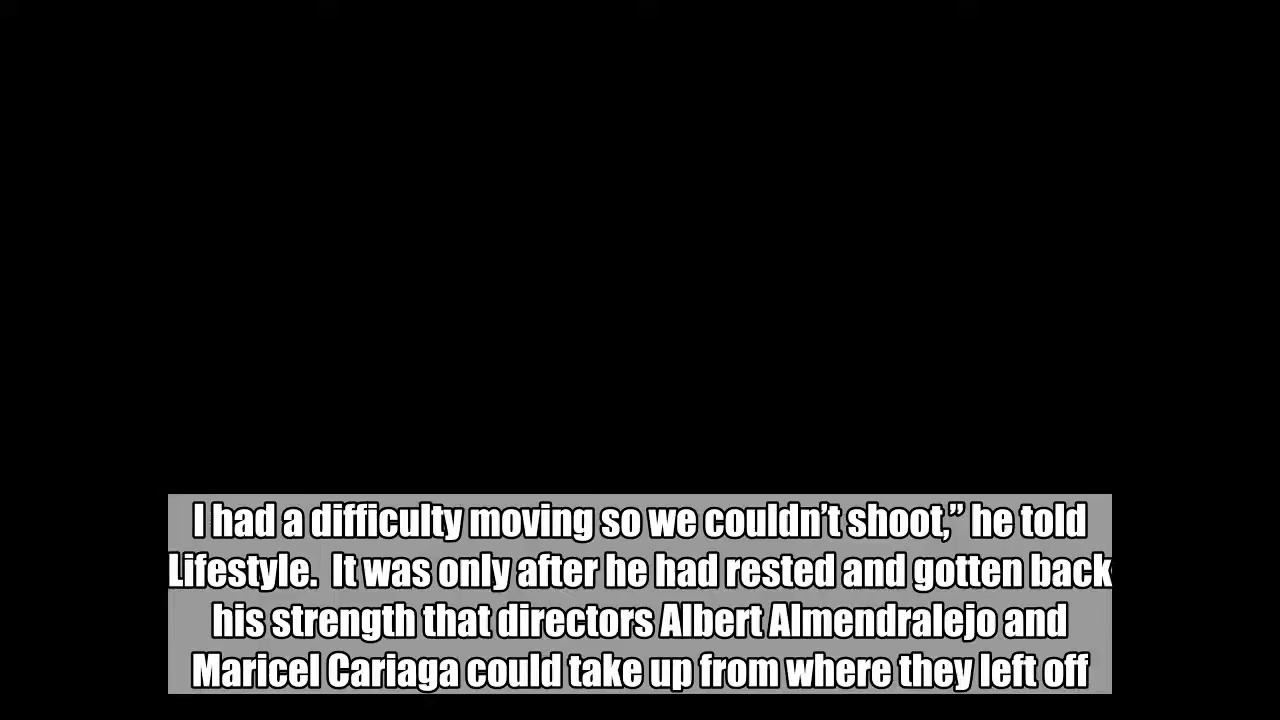 I had a difficulty moving so we couldn’t shoot,” he told
Lifestyle.  It was only after he had rested and gotten back
his strength that directors Albert Almendralejo and
Maricel Cariaga could take up from where they left off